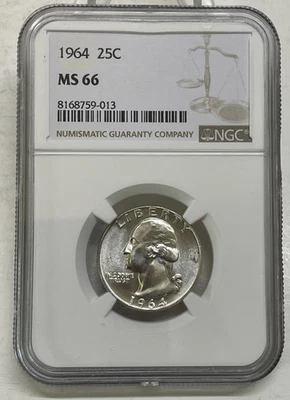 1964 25C
MS 66
8168759-013
NUMISMATIC GUARANTY COMPANY
NGC®
LIBERTY
IN GOD WE
TRUST
1964